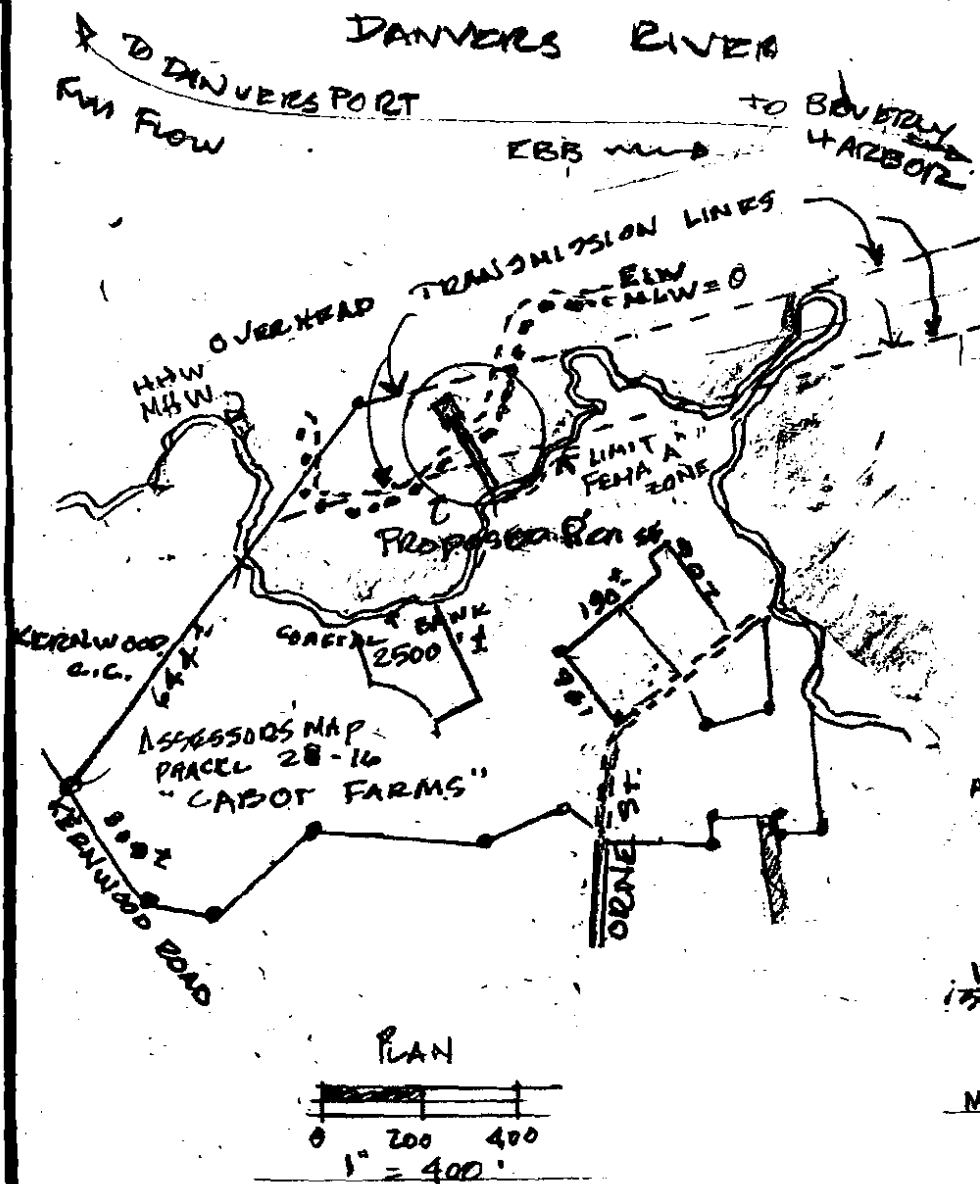 DANVERS RIVER
TO DANVERSPORT
FLOW
TO BEVERLY
HARBOR
EBB
OVERHEAD TRANSMISSION LINES
ELW
MLW = 0
HHW
MHW
LIMIT
FEMA "A"
ZONE
PROPOSED
190'±
COASTAL BANK
2500'±
KERNWOOD
C.C.
ASSESSORS MAP
PARCEL 28-16
"CABOT FARMS"
KERNWOOD ROAD
ORNE ST.
PLAN
0 200 400
1" = 400'